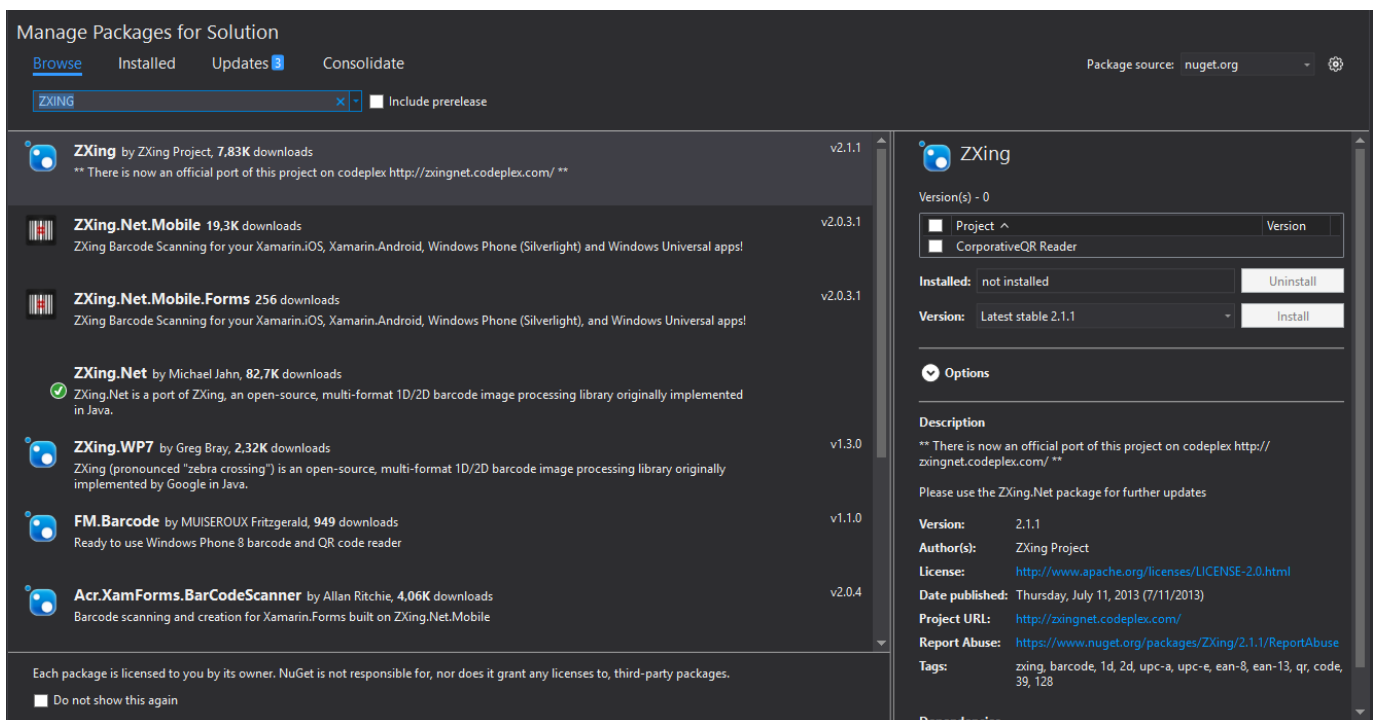 Manage Packages for Solution
Browse Installed Updates 3 Consolidate
Package source: nuget.org
ZXING
Include prerelease
ZXing by ZXing Project, 7,83K downloads v2.1.1
** There is now an official port of this project on codeplex http://zxingnet.codeplex.com/ **
ZXing.Net.Mobile 19,3K downloads v2.0.3.1
ZXing Barcode Scanning for your Xamarin.iOS, Xamarin.Android, Windows Phone (Silverlight) and Windows Universal apps!
ZXing.Net.Mobile.Forms 256 downloads v2.0.3.1
ZXing Barcode Scanning for your Xamarin.iOS, Xamarin.Android, Windows Phone (Silverlight), and Windows Universal apps!
ZXing.Net by Michael Jahn, 82,7K downloads
ZXing.Net is a port of ZXing, an open-source, multi-format 1D/2D barcode image processing library originally implemented
in Java.
ZXing.WP7 by Greg Bray, 2,32K downloads v1.3.0
ZXing (pronounced "zebra crossing") is an open-source, multi-format 1D/2D barcode image processing library originally
implemented by Google in Java.
FM.Barcode by MUISEROUX Fritzgerald, 949 downloads v1.1.0
Ready to use Windows Phone 8 barcode and QR code reader
Acr.XamForms.BarCodeScanner by Allan Ritchie, 4,06K downloads v2.0.4
Barcode scanning and creation for Xamarin.Forms built on ZXing.Net.Mobile
Each package is licensed to you by its owner. NuGet is not responsible for, nor does it grant any licenses to, third-party packages.
Do not show this again
ZXing
Version(s) - 0
Project Version
CorporativeQR Reader
Installed: not installed Uninstall
Version: Latest stable 2.1.1 Install
Options
Description
** There is now an official port of this project on codeplex http://
zxingnet.codeplex.com/ **
Please use the ZXing.Net package for further updates
Version: 2.1.1
Author(s): ZXing Project
License: http://www.apache.org/licenses/LICENSE-2.0.html
Date published: Thursday, July 11, 2013 (7/11/2013)
Project URL: http://zxingnet.codeplex.com/
Report Abuse: https://www.nuget.org/packages/ZXing/2.1.1/ReportAbuse
Tags: zxing, barcode, 1d, 2d, upc-a, upc-e, ean-8, ean-13, qr, code,
39, 128